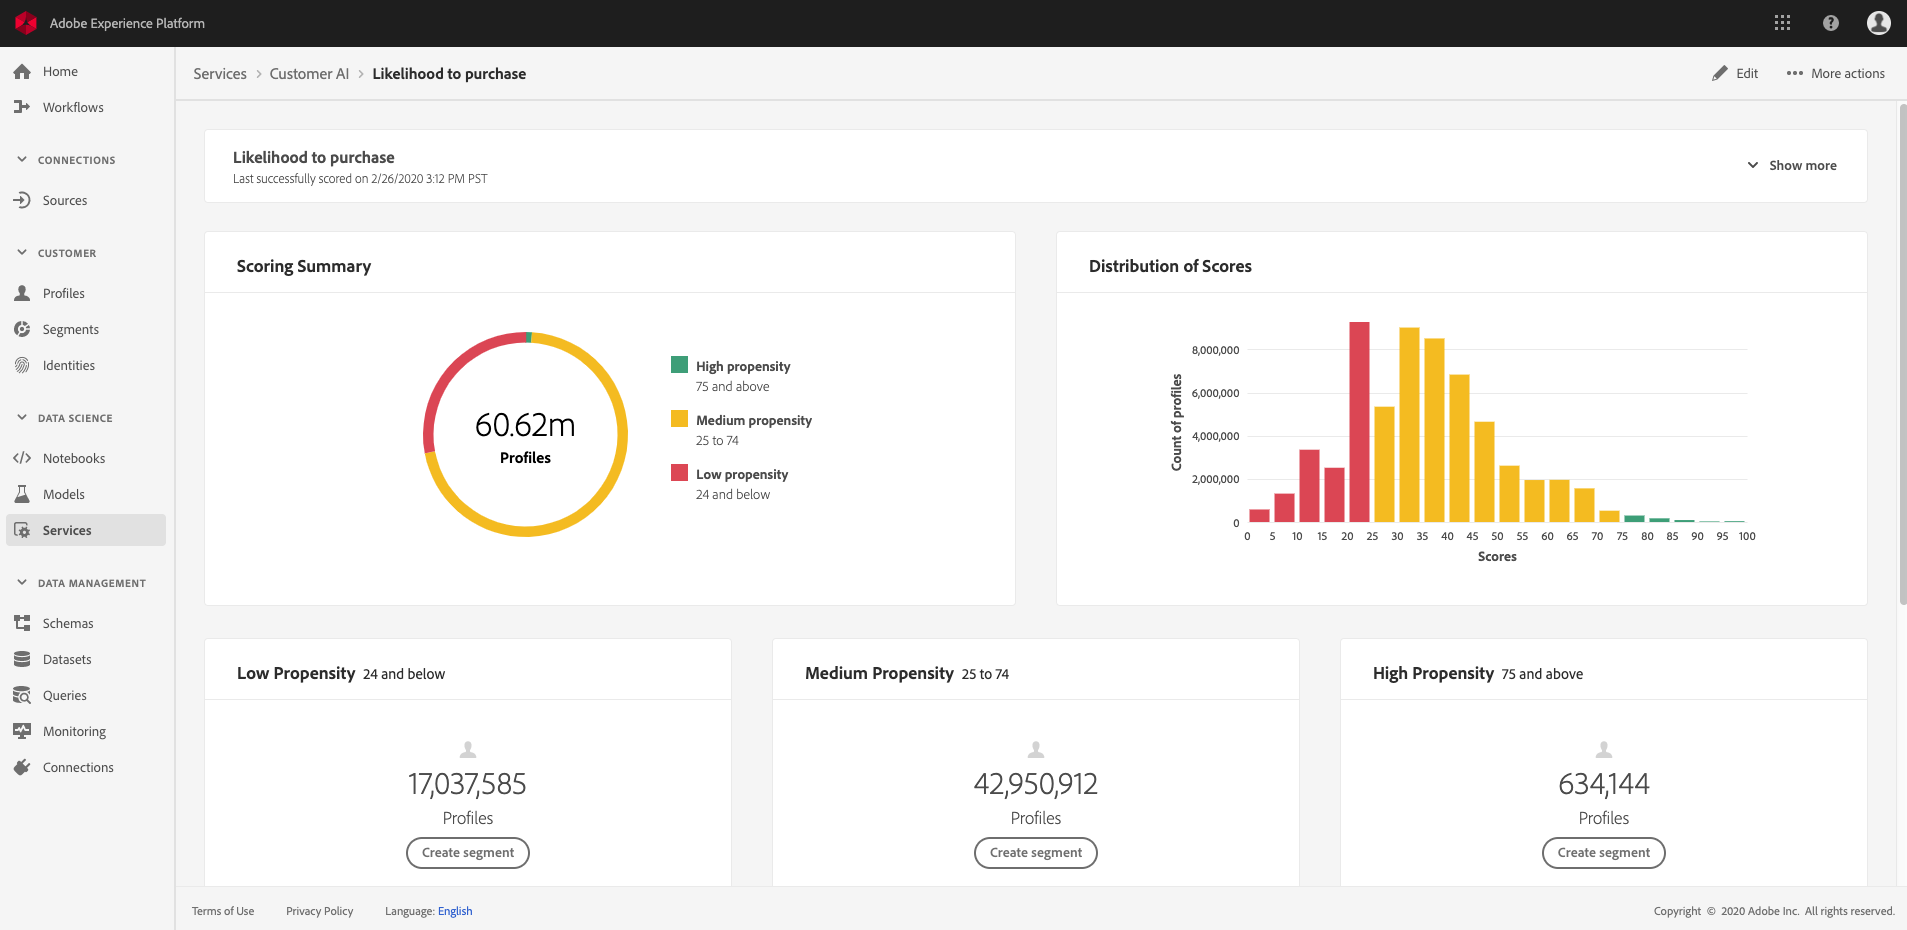 Adobe Experience Platform
Home
Workflows
CONNECTIONS
Sources
CUSTOMER
Profiles
Segments
Identities
DATA SCIENCE
Notebooks
Models
Services
DATA MANAGEMENT
Schemas
Datasets
Queries
Monitoring
Connections
Services > Customer AI > Likelihood to purchase
Edit
More actions
Likelihood to purchase
Last successfully scored on 2/26/2020 3:12 PM PST
Show more
Scoring Summary
60.62m
Profiles
High propensity
75 and above
Medium propensity
25 to 74
Low propensity
24 and below
Distribution of Scores
Count of profiles
8,000,000
6,000,000
4,000,000
2,000,000
0
0 5 10 15 20 25 30 35 40 45 50 55 60 65 70 75 80 85 90 95 100
Scores
Low Propensity 24 and below
17,037,585
Profiles
Create segment
Medium Propensity 25 to 74
42,950,912
Profiles
Create segment
High Propensity 75 and above
634,144
Profiles
Create segment
Terms of Use Privacy Policy Language: English
Copyright © 2020 Adobe Inc. All rights reserved.